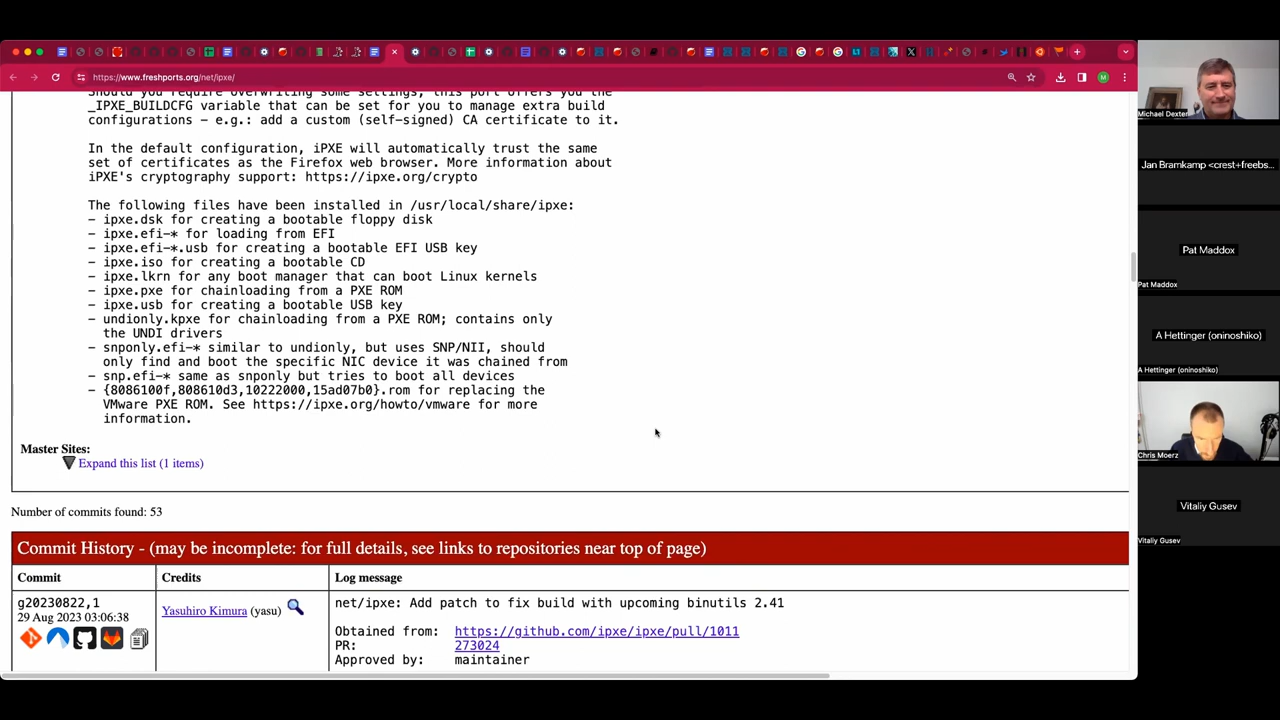 https://www.freshports.org/net/ipxe/
M
Should you require overwriting some settings, this port offers you the
_IPXE_BUILDCFG variable that can be set for you to manage extra build
configurations – e.g.: add a custom (self-signed) CA certificate to it.
In the default configuration, iPXE will automatically trust the same
set of certificates as the Firefox web browser. More information about
iPXE's cryptography support: https://ipxe.org/crypto
The following files have been installed in /usr/local/share/ipxe:
– ipxe.dsk for creating a bootable floppy disk
– ipxe.efi-* for loading from EFI
– ipxe.efi-*.usb for creating a bootable EFI USB key
– ipxe.iso for creating a bootable CD
– ipxe.lkrn for any boot manager that can boot Linux kernels
– ipxe.pxe for chainloading from a PXE ROM
– ipxe.usb for creating a bootable USB key
– undionly.kpxe for chainloading from a PXE ROM; contains only
the UNDI drivers
– snponly.efi-* similar to undionly, but uses SNP/NII, should
only find and boot the specific NIC device it was chained from
– snp.efi-* same as snponly but tries to boot all devices
– {8086100f,808610d3,10222000,15ad07b0}.rom for replacing the
VMware PXE ROM. See https://ipxe.org/howto/vmware for more
information.
Master Sites:
Expand this list (1 items)
Number of commits found: 53
Commit History - (may be incomplete: for full details, see links to repositories near top of page)
Commit Credits Log message
g20230822,1
29 Aug 2023 03:06:38
Yasuhiro Kimura (yasu)
net/ipxe: Add patch to fix build with upcoming binutils 2.41
Obtained from: https://github.com/ipxe/ipxe/pull/1011
PR: 273024
Approved by: maintainer
Michael Dexter
Jan Bramkamp <crest+freebs...
Pat Maddox
Pat Maddox
A Hettinger (oninoshiko)
A Hettinger (oninoshiko)
Chris Moerz
Vitaliy Gusev
Vitaliy Gusev